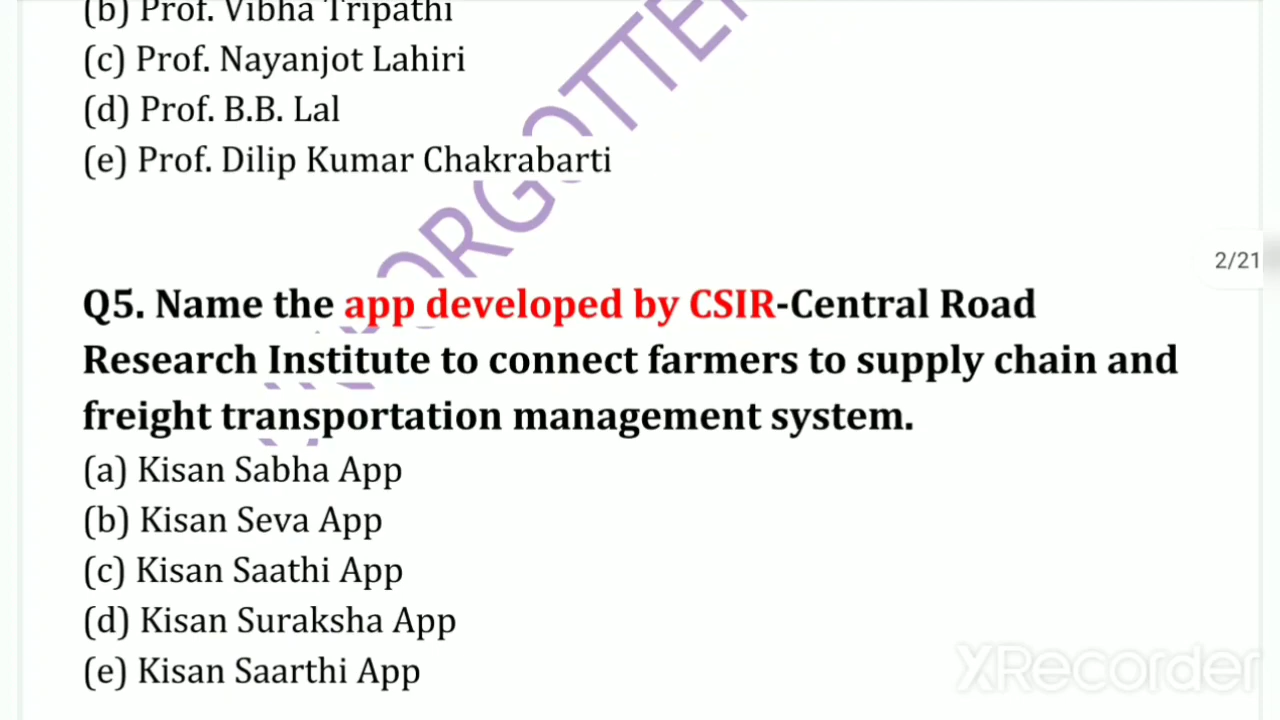 (b) Prof. Vibha Tripathi
(c) Prof. Nayanjot Lahiri
(d) Prof. B.B. Lal
(e) Prof. Dilip Kumar Chakrabarti
2/21
Q5. Name the app developed by CSIR-Central Road
Research Institute to connect farmers to supply chain and
freight transportation management system.
(a) Kisan Sabha App
(b) Kisan Seva App
(c) Kisan Saathi App
(d) Kisan Suraksha App
(e) Kisan Saarthi App
XRecorder